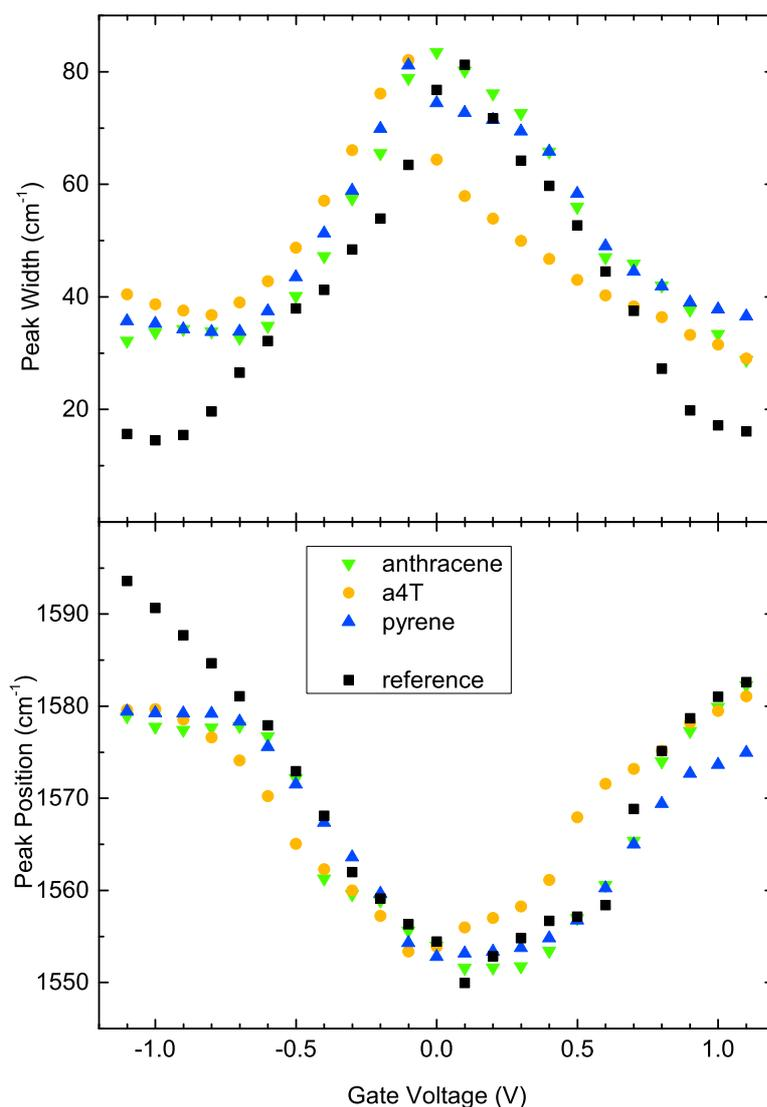 80
60
40
20
Peak Width (cm⁻¹)
anthracene
a4T
pyrene
reference
1590
1580
1570
1560
1550
Peak Position (cm⁻¹)
-1.0 -0.5 0.0 0.5 1.0
Gate Voltage (V)